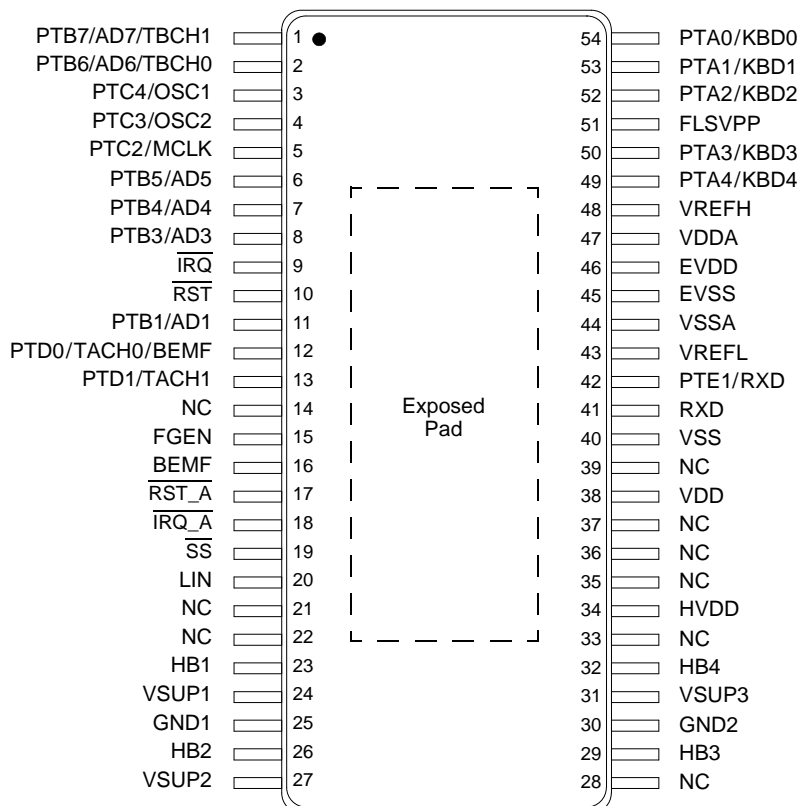 PTB7/AD7/TBCH1 1 54 PTA0/KBD0
PTB6/AD6/TBCH0 2 53 PTA1/KBD1
PTC4/OSC1 3 52 PTA2/KBD2
PTC3/OSC2 4 51 FLSVPP
PTC2/MCLK 5 50 PTA3/KBD3
PTB5/AD5 6 49 PTA4/KBD4
PTB4/AD4 7 48 VREFH
PTB3/AD3 8 47 VDDA
IRQ 9 46 EVDD
RST 10 45 EVSS
PTB1/AD1 11 44 VSSA
PTD0/TACH0/BEMF 12 43 VREFL
PTD1/TACH1 13 42 PTE1/RXD
NC 14 Exposed 41 RXD
FGEN 15 Pad 40 VSS
BEMF 16 39 NC
RST_A 17 38 VDD
IRQ_A 18 37 NC
SS 19 36 NC
LIN 20 35 NC
NC 21 34 HVDD
NC 22 33 NC
HB1 23 32 HB4
VSUP1 24 31 VSUP3
GND1 25 30 GND2
HB2 26 29 HB3
VSUP2 27 28 NC